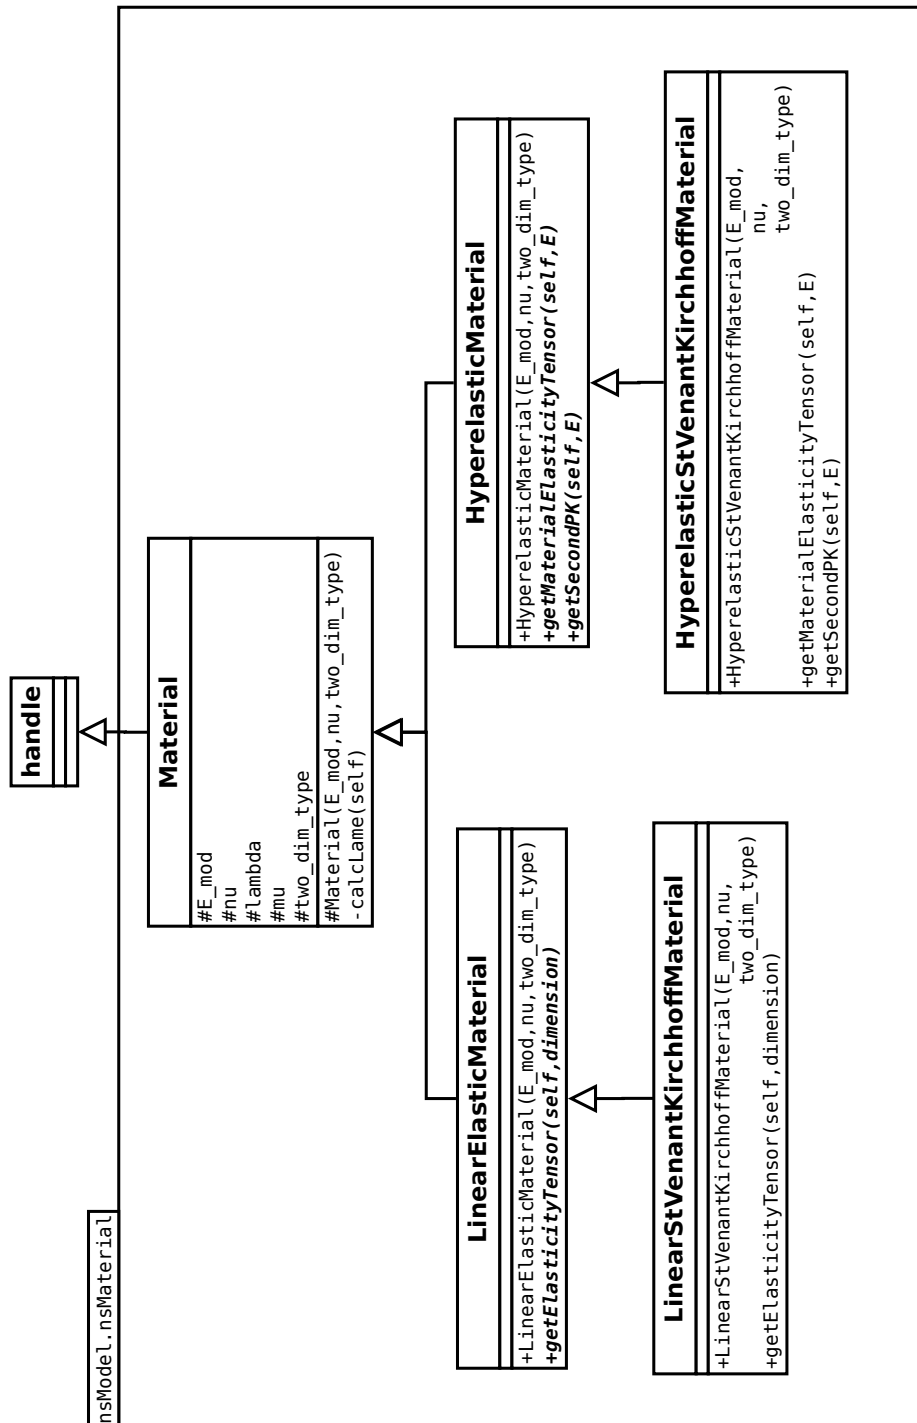 nsModel.nsMaterial
handle
Material
#E_mod
#nu
#lambda
#mu
#two_dim_type
#Material(E_mod,nu,two_dim_type)
-calcLame(self)
LinearElasticMaterial
+LinearElasticMaterial(E_mod,nu,two_dim_type)
+getElasticityTensor(self,dimension)
HyperelasticMaterial
+HyperelasticMaterial(E_mod,nu,two_dim_type)
+getMaterialElasticityTensor(self,E)
+getSecondPK(self,E)
LinearStVenantKirchhoffMaterial
+LinearStVenantKirchhoffMaterial(E_mod,nu,
two_dim_type)
+getElasticityTensor(self,dimension)
HyperelasticStVenantKirchhoffMaterial
+HyperelasticStVenantKirchhoffMaterial(E_mod,
nu,
two_dim_type)
+getMaterialElasticityTensor(self,E)
+getSecondPK(self,E)